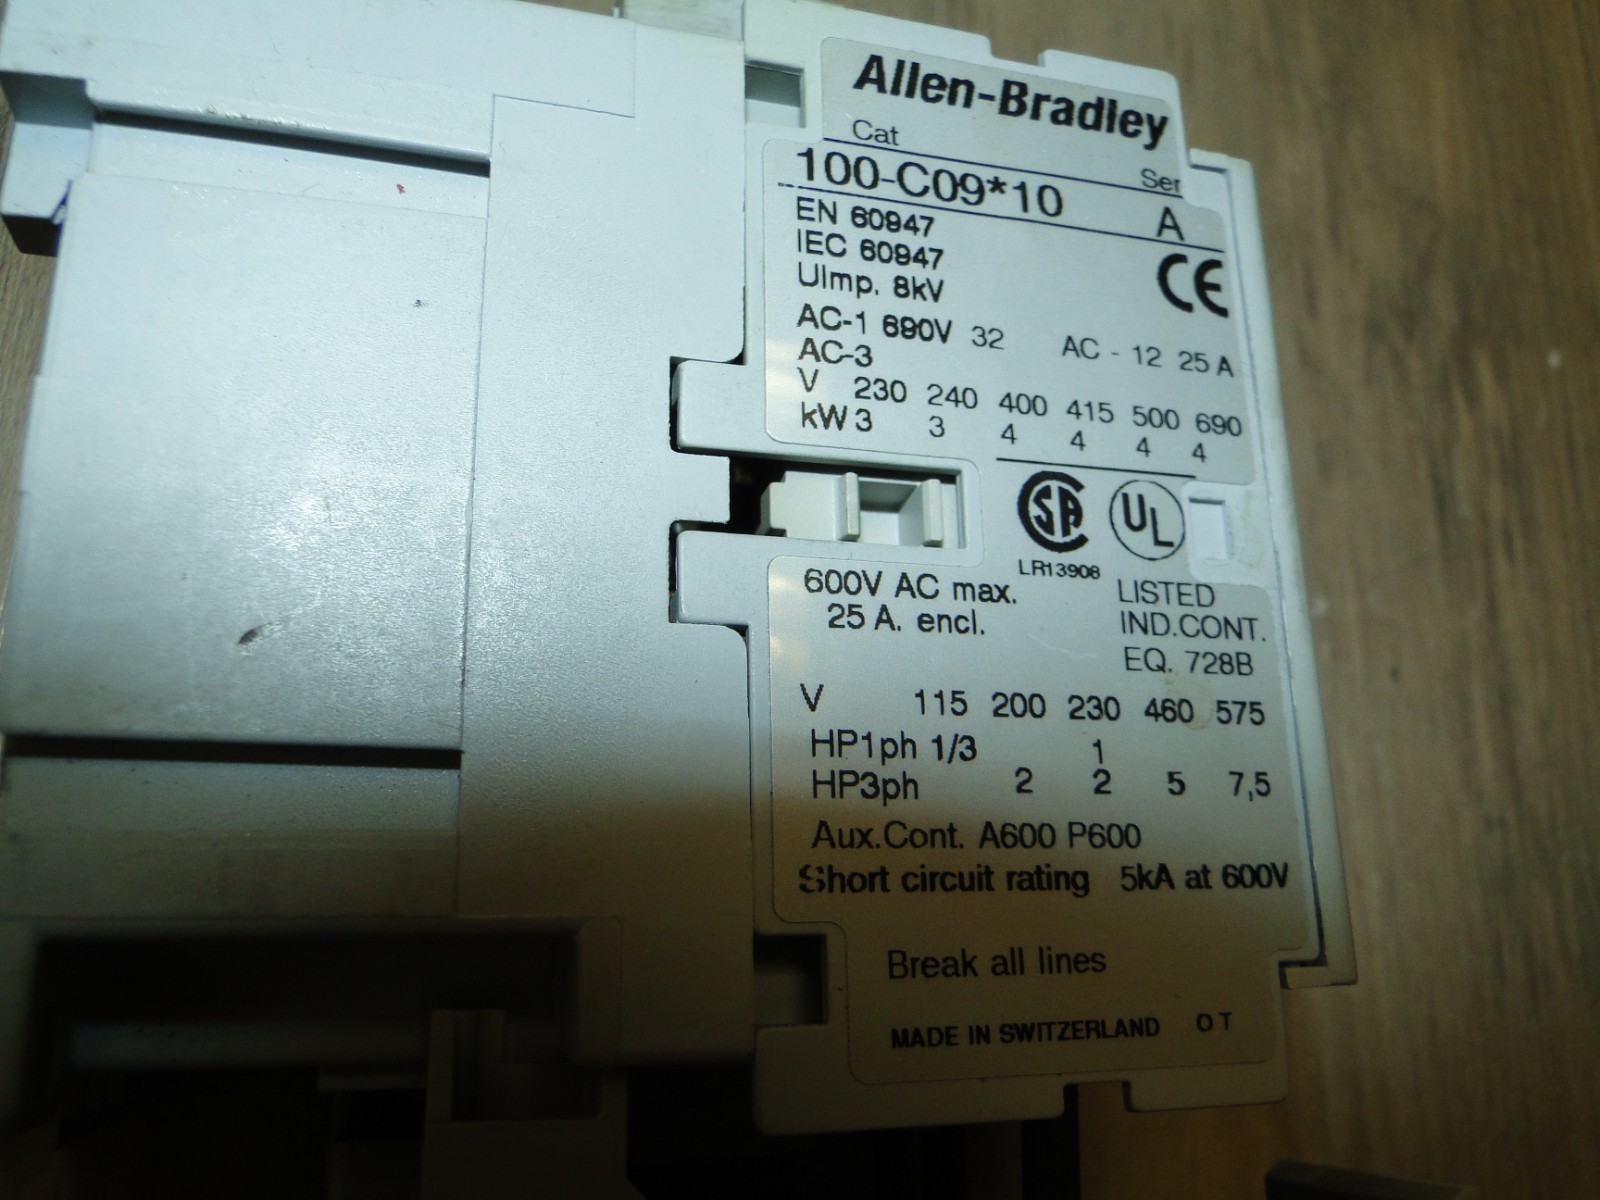 Allen-Bradley
Cat Ser
100-C09*10 A
EN 60947
IEC 60947
UImp. 8kV
CE
AC-1 690V 32 AC - 12 25 A
AC-3
V 230 240 400 415 500 690
kW 3 3 4 4 4 4
SA UL
LR13908
600V AC max.
25 A. encl.
LISTED
IND.CONT.
EQ. 728B
V 115 200 230 460 575
HP1ph 1/3 1
HP3ph 2 2 5 7,5
Aux.Cont. A600 P600
Short circuit rating 5kA at 600V
Break all lines
MADE IN SWITZERLAND O T